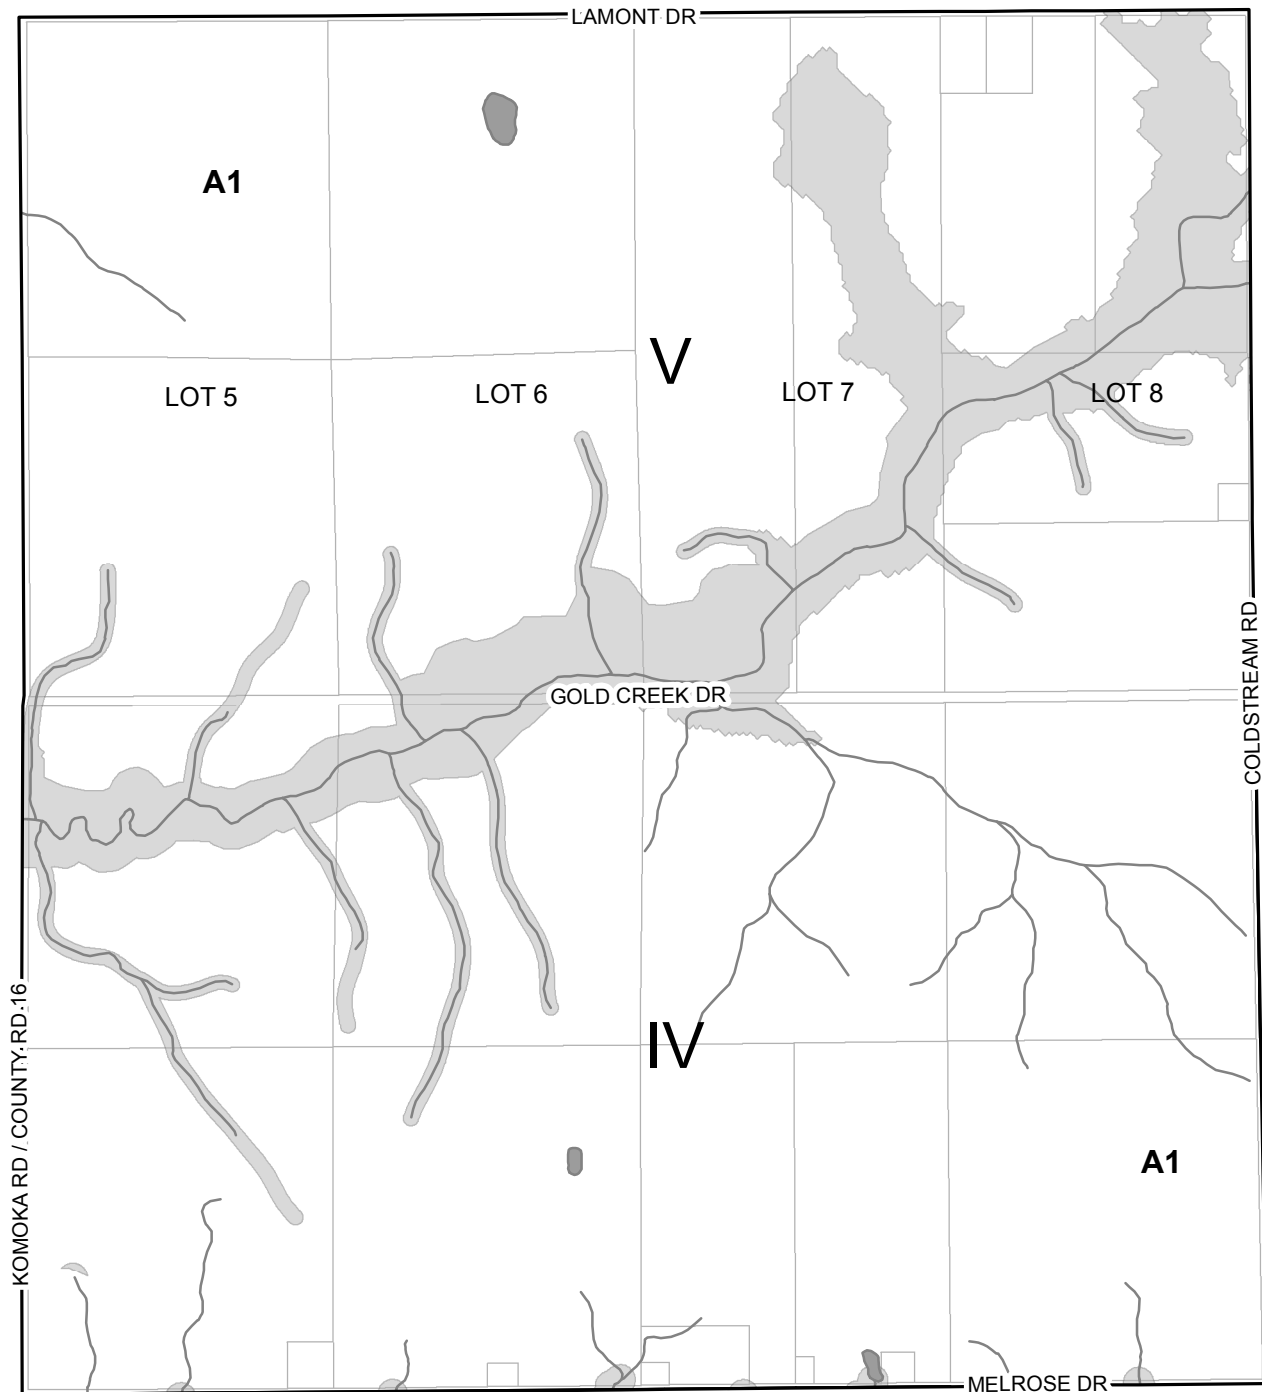 LAMONT DR
A1
V
LOT 5
LOT 6
LOT 7
LOT 8
GOLD CREEK DR
COLDSTREAM RD
KOMOKA RD / COUNTY RD 16
IV
A1
MELROSE DR